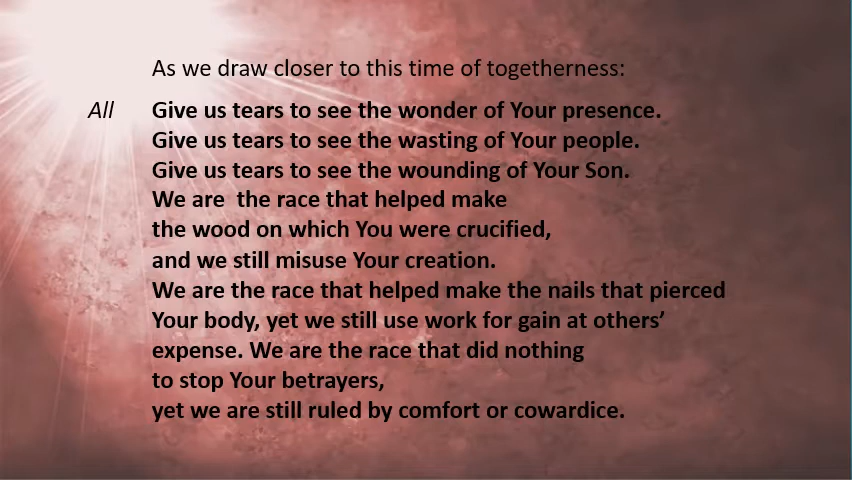 As we draw closer to this time of togetherness:
All Give us tears to see the wonder of Your presence.
Give us tears to see the wasting of Your people.
Give us tears to see the wounding of Your Son.
We are  the race that helped make
the wood on which You were crucified,
and we still misuse Your creation.
We are the race that helped make the nails that pierced
Your body, yet we still use work for gain at others’
expense. We are the race that did nothing
to stop Your betrayers,
yet we are still ruled by comfort or cowardice.